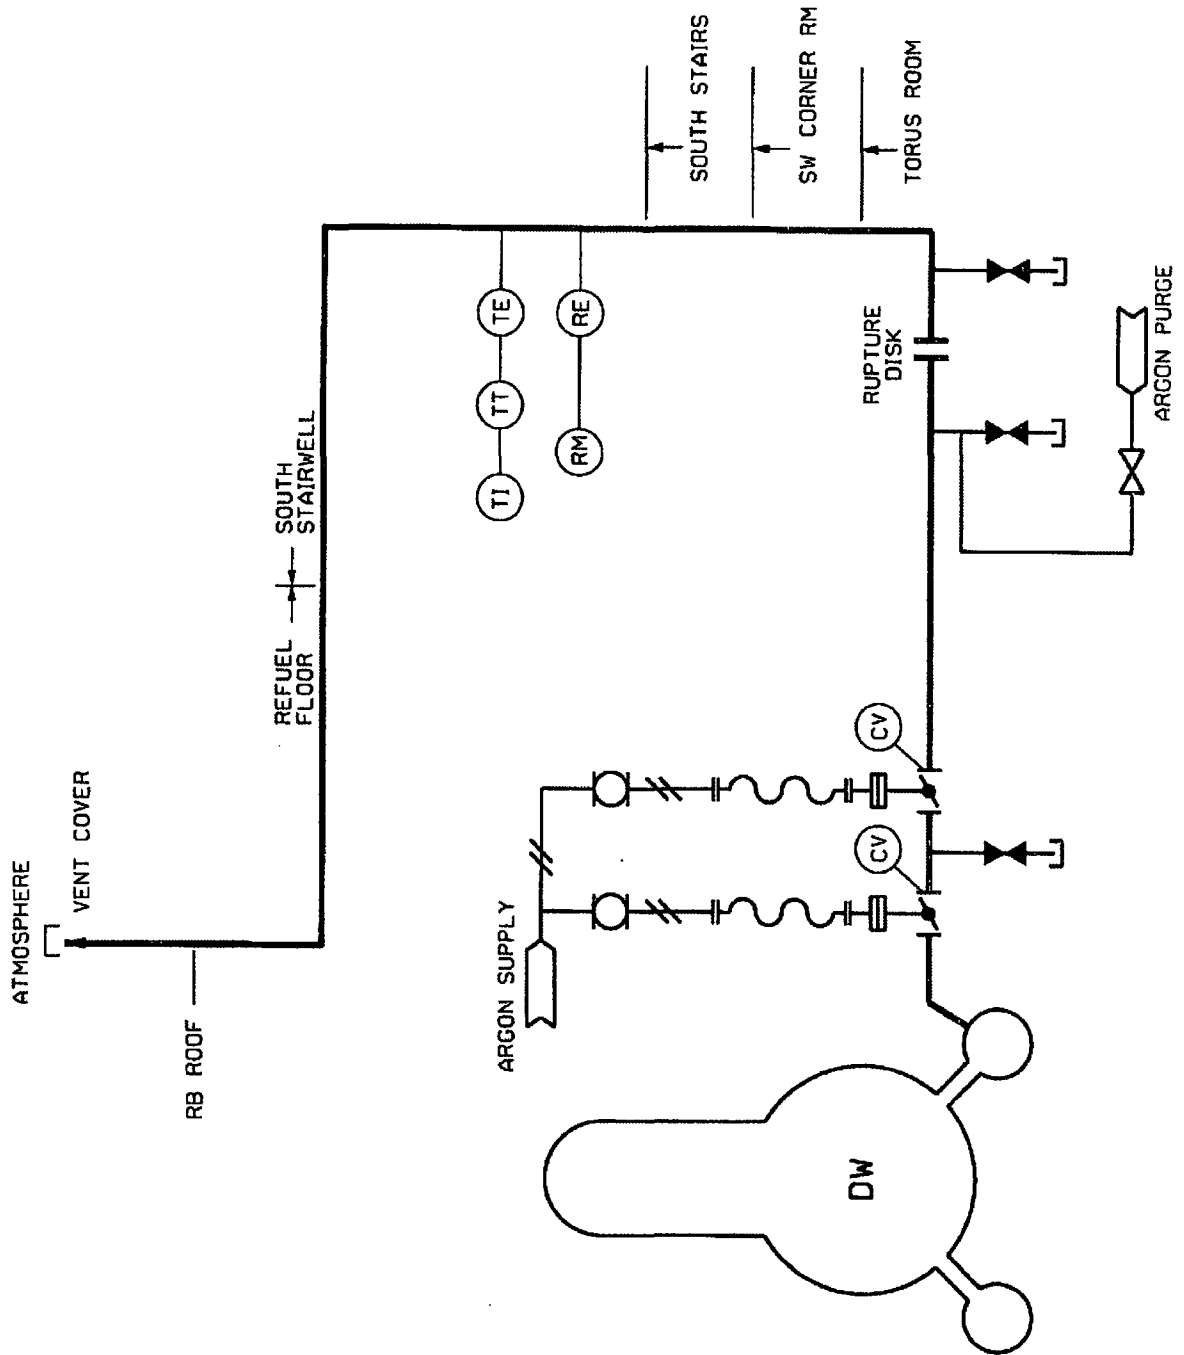 ATMOSPHERE
VENT COVER
RB ROOF
REFUEL
FLOOR
SOUTH
STAIRWELL
TE
TT
TI
RE
RM
SOUTH STAIRS
SW CORNER RM
TORUS ROOM
RUPTURE
DISK
ARGON PURGE
CV
CV
ARGON SUPPLY
DW